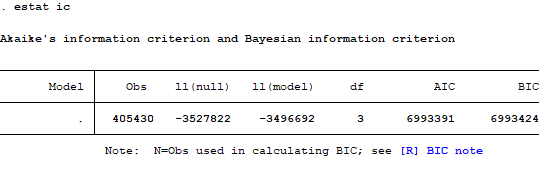 . estat ic
Akaike's information criterion and Bayesian information criterion
Model Obs ll(null) ll(model) df AIC BIC
. 405430 -3527822 -3496692 3 6993391 6993424
Note: N=Obs used in calculating BIC; see [R] BIC note